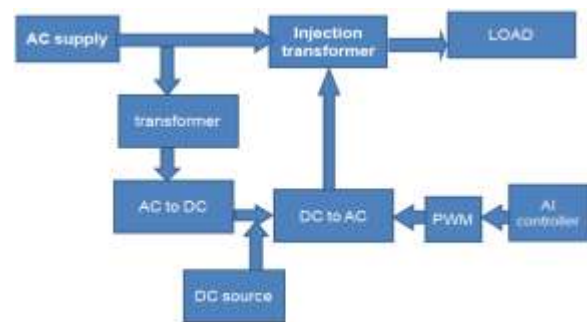 AC supply
Injection
transformer
LOAD
transformer
AC to DC
DC to AC
PWM
AI
controller
DC source